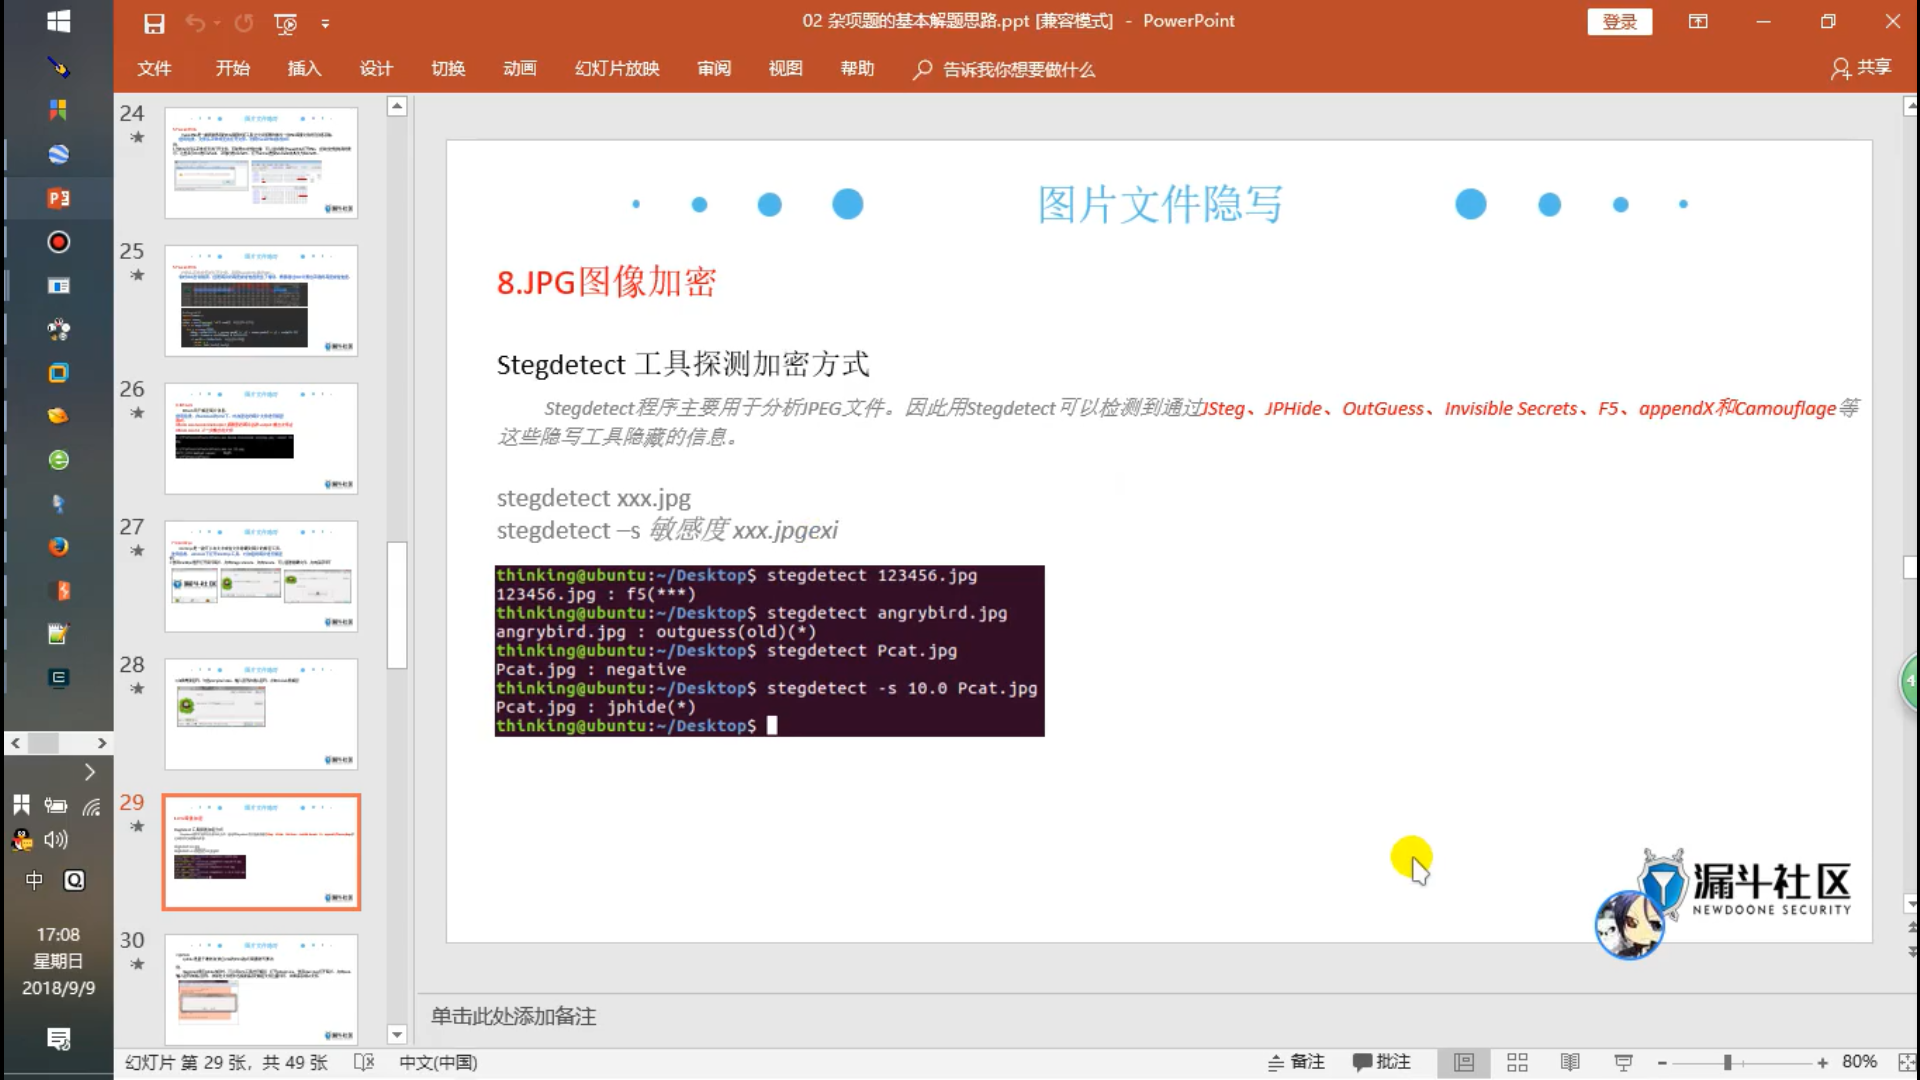 02 杂项题的基本解题思路.ppt [兼容模式] - PowerPoint
登录
文件 开始 插入 设计 切换 动画 幻灯片放映 审阅 视图 帮助 告诉我你想要做什么
共享
24
25
26
27
28
29
30
图片文件隐写
8.JPG图像加密
Stegdetect 工具探测加密方式
Stegdetect程序主要用于分析JPEG文件。因此用Stegdetect可以检测到通过JSteg、JPHide、OutGuess、Invisible Secrets、F5、appendX和Camouflage等
这些隐写工具隐藏的信息。
stegdetect xxx.jpg
stegdetect –s 敏感度 xxx.jpgexi
thinking@ubuntu:~/Desktop$ stegdetect 123456.jpg
123456.jpg : f5(***)
thinking@ubuntu:~/Desktop$ stegdetect angrybird.jpg
angrybird.jpg : outguess(old)(*)
thinking@ubuntu:~/Desktop$ stegdetect Pcat.jpg
Pcat.jpg : negative
thinking@ubuntu:~/Desktop$ stegdetect -s 10.0 Pcat.jpg
Pcat.jpg : jphide(*)
thinking@ubuntu:~/Desktop$
漏斗社区
NEWDOONE SECURITY
中
17:08
星期日
2018/9/9
单击此处添加备注
幻灯片 第 29 张，共 49 张 中文(中国)
备注 批注 80%